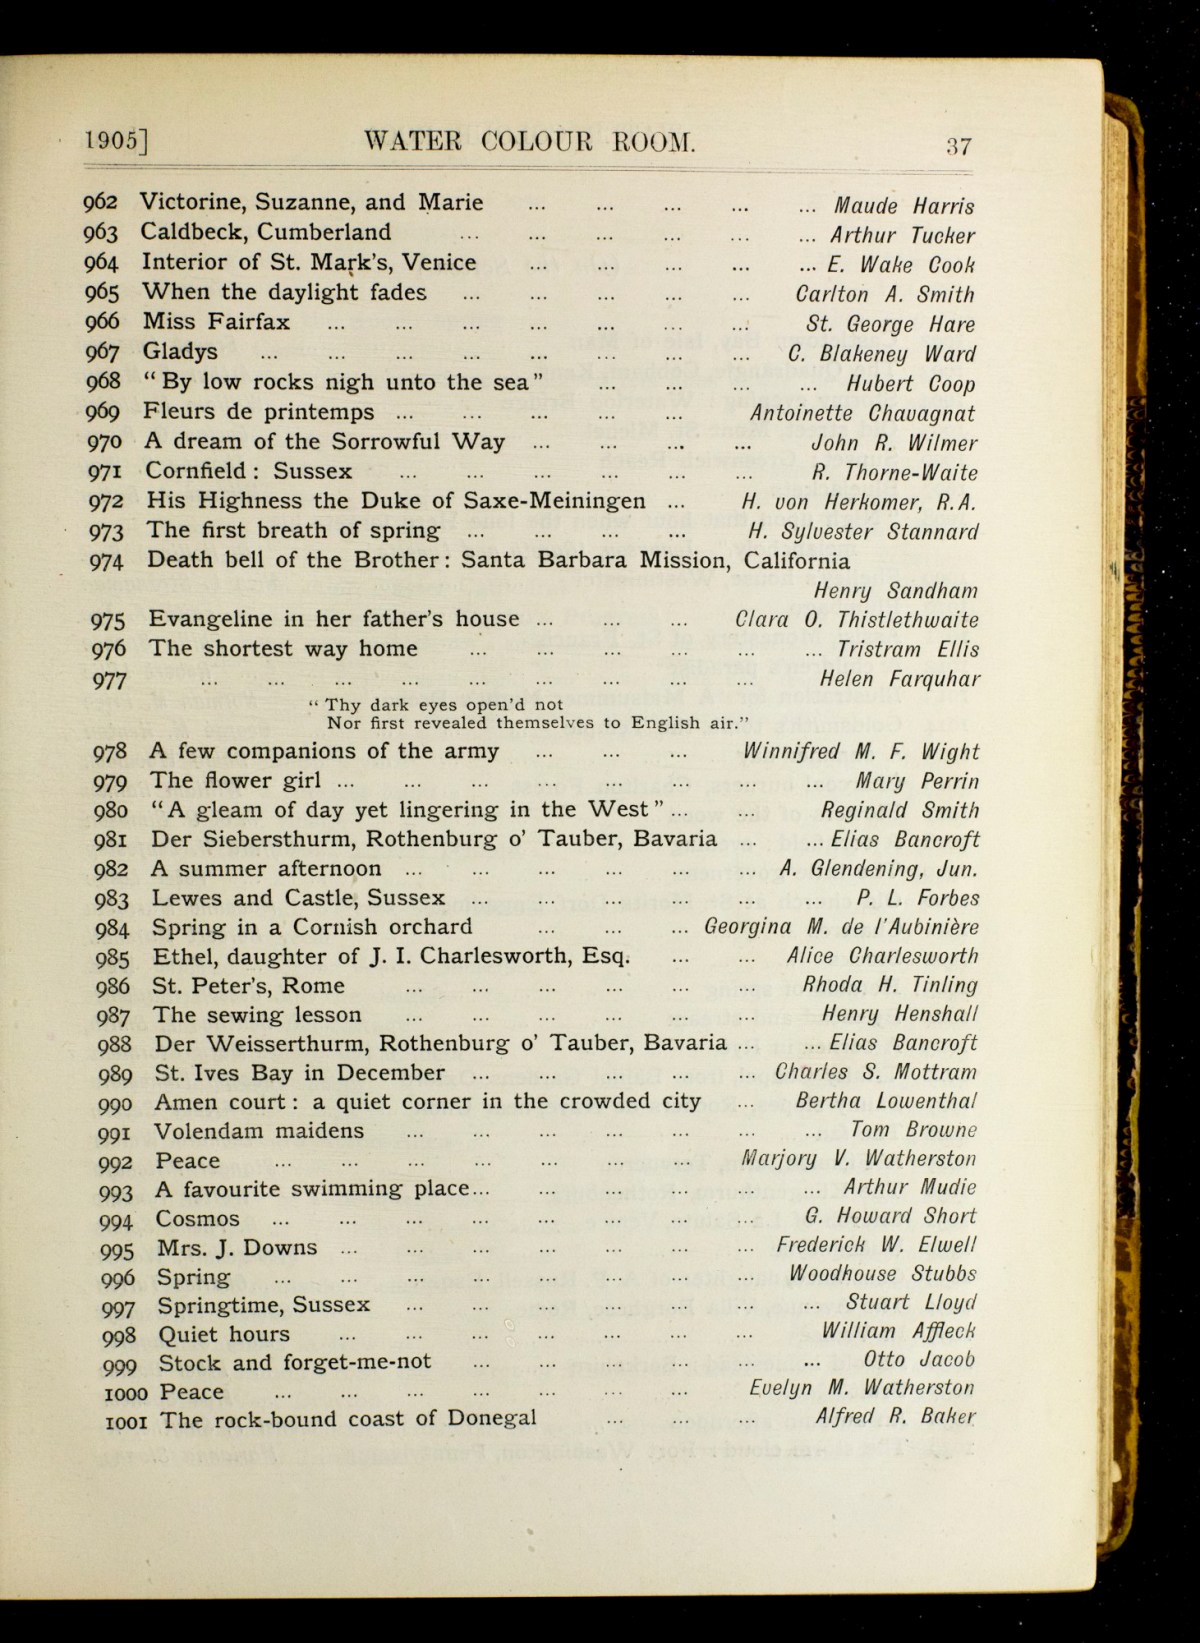 1905] WATER COLOUR ROOM. 37
962 Victorine, Suzanne, and Marie ... ... ... ... ... Maude Harris
963 Caldbeck, Cumberland ... ... ... ... ... ... Arthur Tucker
964 Interior of St. Mark's, Venice ... ... ... ... ... E. Wake Cook
965 When the daylight fades ... ... ... ... ... Carlton A. Smith
966 Miss Fairfax ... ... ... ... ... ... ... St. George Hare
967 Gladys ... ... ... ... ... ... ... ... C. Blakeney Ward
968 “By low rocks nigh unto the sea” ... ... ... ... Hubert Coop
969 Fleurs de printemps ... ... ... ... ... Antoinette Chavagnat
970 A dream of the Sorrowful Way ... ... ... ... John R. Wilmer
971 Cornfield: Sussex ... ... ... ... ... ... R. Thorne-Waite
972 His Highness the Duke of Saxe-Meiningen ... H. von Herkomer, R.A.
973 The first breath of spring ... ... ... ... H. Sylvester Stannard
974 Death bell of the Brother: Santa Barbara Mission, California
Henry Sandham
975 Evangeline in her father's house ... ... ... Clara O. Thistlethwaite
976 The shortest way home ... ... ... ... ... ... Tristram Ellis
977 ... ... ... ... ... ... ... ... ... Helen Farquhar
“Thy dark eyes open'd not
Nor first revealed themselves to English air.”
978 A few companions of the army ... ... ... Winnifred M. F. Wight
979 The flower girl ... ... ... ... ... ... ... ... Mary Perrin
980 “A gleam of day yet lingering in the West” ... ... Reginald Smith
981 Der Siebersthurm, Rothenburg o' Tauber, Bavaria ... ... Elias Bancroft
982 A summer afternoon ... ... ... ... ... ... A. Glendening, Jun.
983 Lewes and Castle, Sussex ... ... ... ... ... ... P. L. Forbes
984 Spring in a Cornish orchard ... ... ... Georgina M. de l'Aubinière
985 Ethel, daughter of J. I. Charlesworth, Esq. ... ... Alice Charlesworth
986 St. Peter's, Rome ... ... ... ... ... ... Rhoda H. Tinling
987 The sewing lesson ... ... ... ... ... ... Henry Henshall
988 Der Weisserthurm, Rothenburg o' Tauber, Bavaria ... ... Elias Bancroft
989 St. Ives Bay in December ... ... ... ... ... Charles S. Mottram
990 Amen court: a quiet corner in the crowded city ... Bertha Lowenthal
991 Volendam maidens ... ... ... ... ... ... ... Tom Browne
992 Peace ... ... ... ... ... ... ... Marjory V. Watherston
993 A favourite swimming place... ... ... ... ... ... Arthur Mudie
994 Cosmos ... ... ... ... ... ... ... ... G. Howard Short
995 Mrs. J. Downs ... ... ... ... ... ... ... Frederick W. Elwell
996 Spring ... ... ... ... ... ... ... ... Woodhouse Stubbs
997 Springtime, Sussex ... ... ... ... ... ... ... Stuart Lloyd
998 Quiet hours ... ... ... ... ... ... ... William Affleck
999 Stock and forget-me-not ... ... ... ... ... ... Otto Jacob
1000 Peace ... ... ... ... ... ... ... Evelyn M. Watherston
1001 The rock-bound coast of Donegal ... ... ... Alfred R. Baker